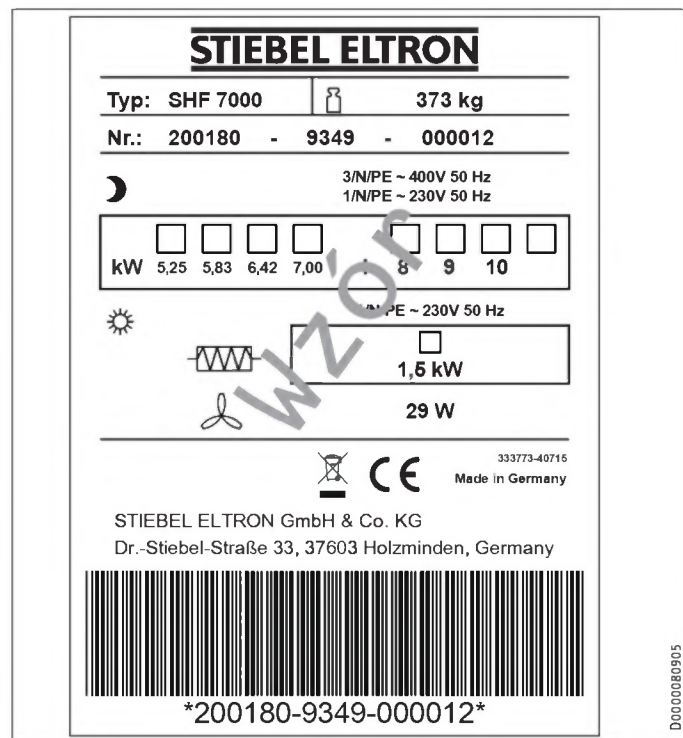 STIEBEL ELTRON
Typ: SHF 7000 373 kg
Nr.: 200180 - 9349 - 000012
3/N/PE ~ 400V 50 Hz
1/N/PE ~ 230V 50 Hz
kW 5,25 5,83 6,42 7,00 8 9 10
N/PE ~ 230V 50 Hz
1,5 kW
29 W
Wzór
CE
333773-40715
Made in Germany
STIEBEL ELTRON GmbH & Co. KG
Dr.-Stiebel-Straße 33, 37603 Holzminden, Germany
*200180-9349-000012*
D0000080905